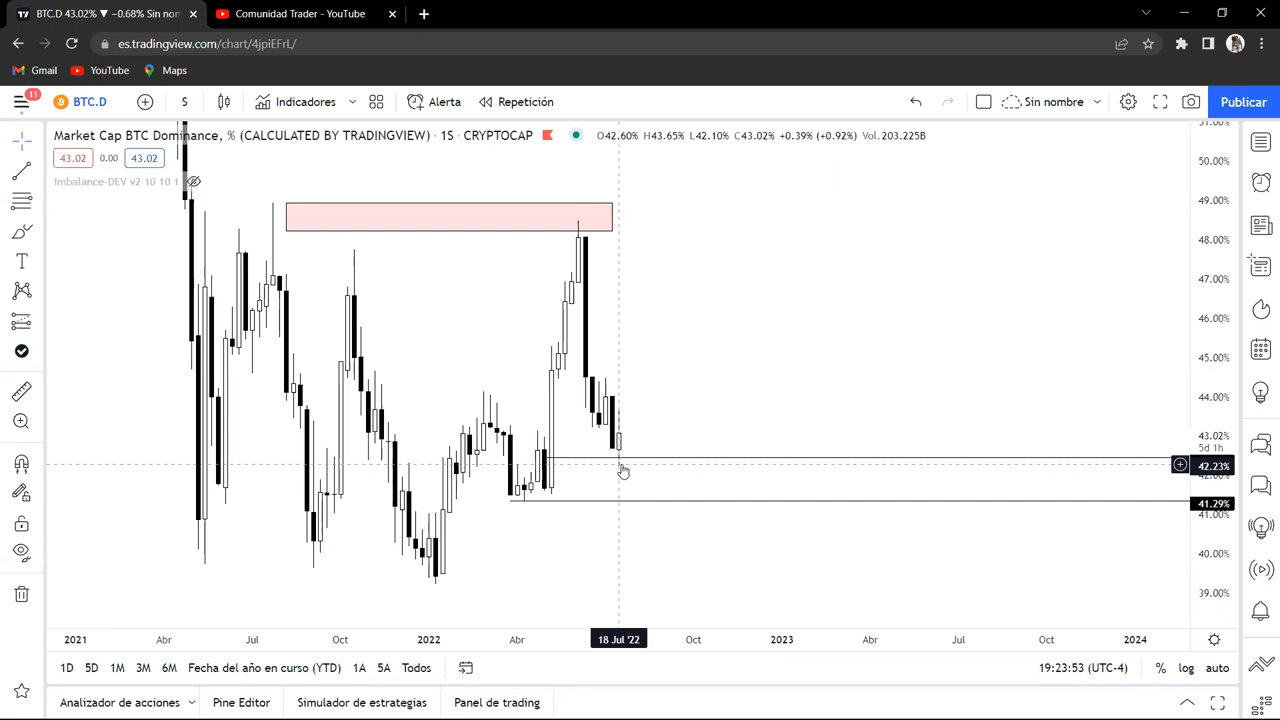 BTC.D 43.02% ▼ −0.68% Sin nom
Comunidad Trader - YouTube
es.tradingview.com/chart/4jpiEFrL/
Gmail
YouTube
Maps
11
BTC.D
S
Indicadores
Alerta
Repetición
Sin nombre
Publicar
Market Cap BTC Dominance, % (CALCULATED BY TRADINGVIEW) · 1S · CRYPTOCAP
O42.60% H43.65% L42.10% C43.02% +0.39% (+0.92%) Vol.203.225B
43.02
0.00
43.02
Imbalance-DEV v2 10 10 1
51.00%
50.00%
49.00%
48.00%
47.00%
46.00%
45.00%
44.00%
43.02%
5d 1h
42.23%
41.29%
41.00%
40.00%
39.00%
2021
Abr
Jul
Oct
2022
Abr
18 Jul '22
Oct
2023
Abr
Jul
Oct
2024
1D
5D
1M
3M
6M
Fecha del año en curso (YTD)
1A
5A
Todos
19:23:53 (UTC-4)
%
log
auto
Analizador de acciones
Pine Editor
Simulador de estrategias
Panel de trading